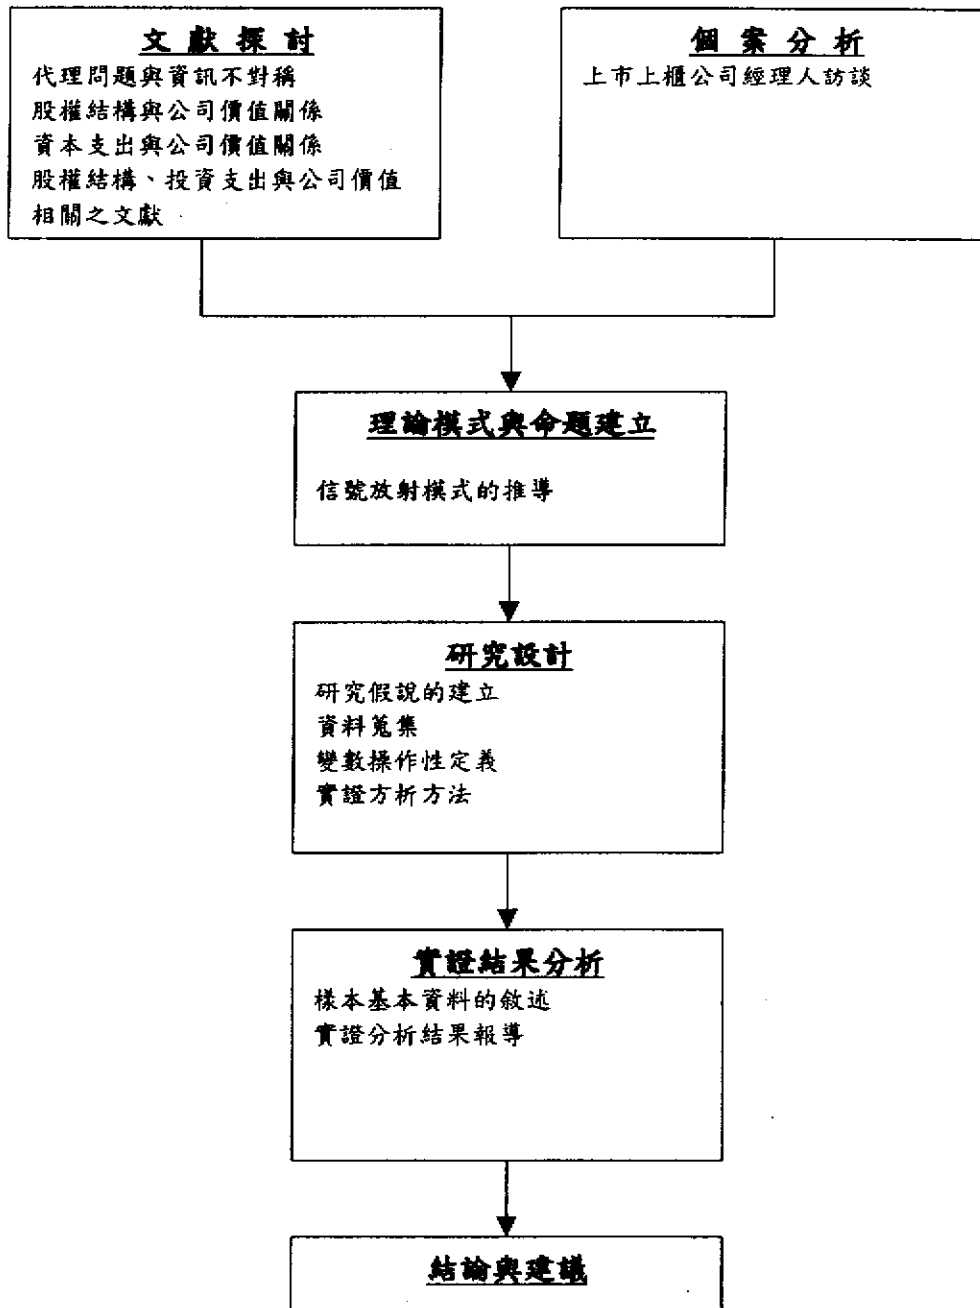 文獻探討
代理問題與資訊不對稱
股權結構與公司價值關係
資本支出與公司價值關係
股權結構、投資支出與公司價值
相關之文獻
個案分析
上市上櫃公司經理人訪談
理論模式與命題建立
信號放射模式的推導
研究設計
研究假說的建立
資料蒐集
變數操作性定義
實證方析方法
實證結果分析
樣本基本資料的敘述
實證分析結果報導
結論與建議